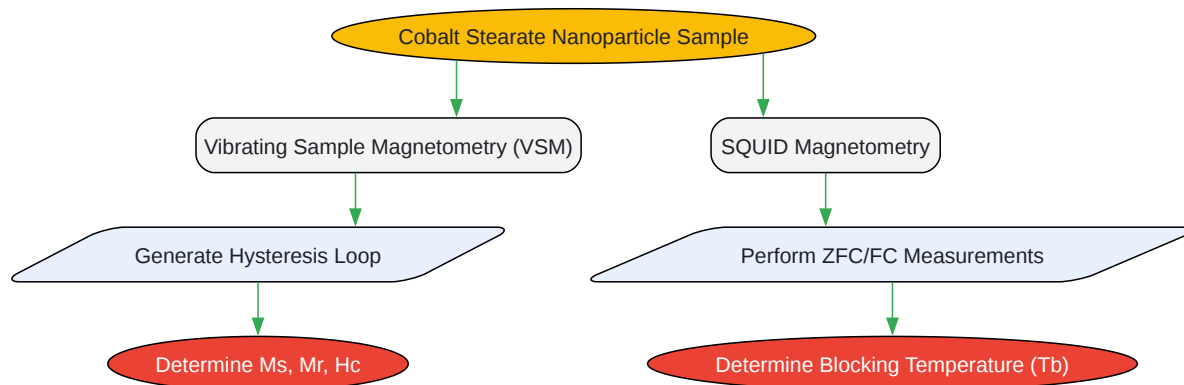 Cobalt Stearate Nanoparticle Sample
Vibrating Sample Magnetometry (VSM)
SQUID Magnetometry
Generate Hysteresis Loop
Perform ZFC/FC Measurements
Determine Ms, Mr, Hc
Determine Blocking Temperature (Tb)